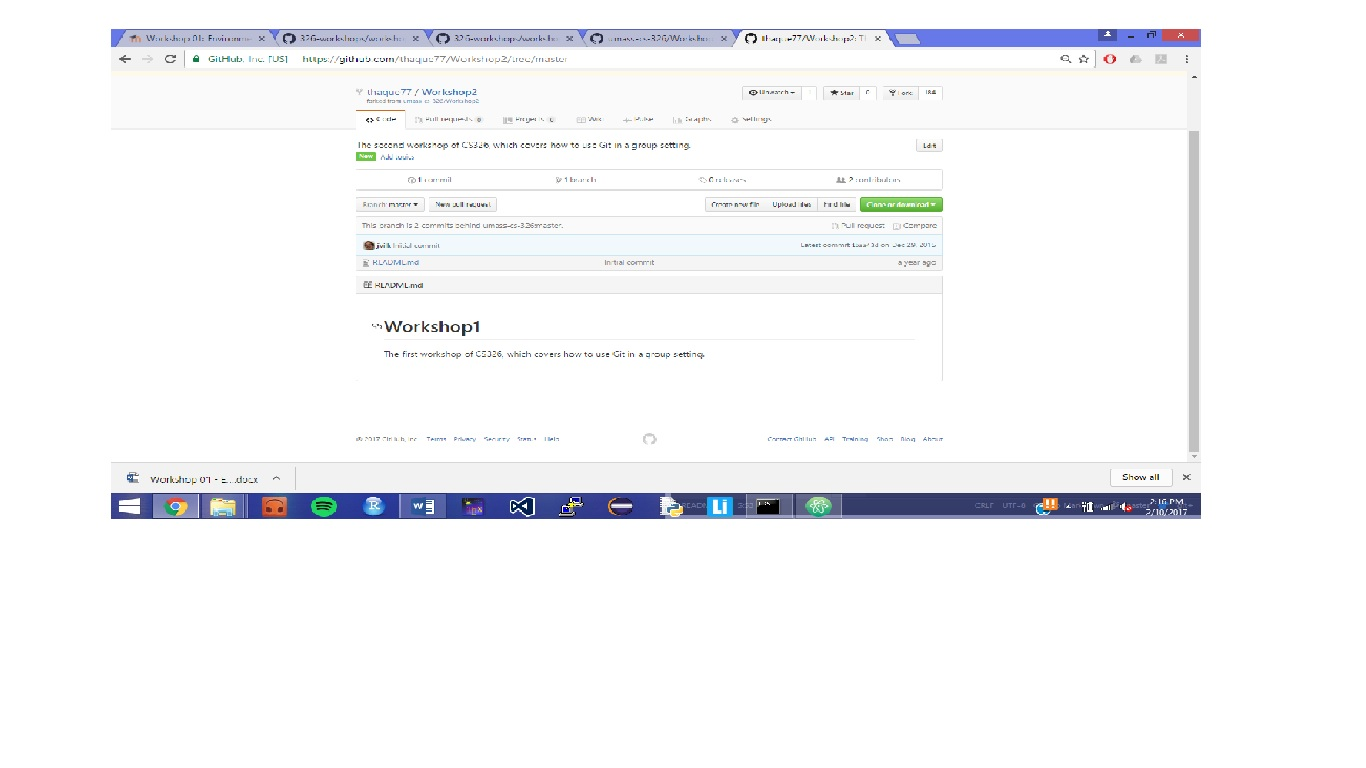 Workshop 01: Environme
326-workshops/worksho
326-workshops/worksho
umass-cs-326/Workshop
thaque77/Workshop2: Th
GitHub, Inc. [US] https://github.com/thaque77/Workshop2/tree/master
thaque77 / Workshop2
Unwatch 1 Star 0 Fork 184
forked from umass-cs-326/Workshop2
Code Pull requests 0 Projects 0 Wiki Pulse Graphs Settings
The second workshop of CS326, which covers how to use Git in a group setting. Edit
New Add topics
1 commit 1 branch 0 releases 2 contributors
Branch: master New pull request Create new file Upload files Find file Clone or download
This branch is 2 commits behind umass-cs-326:master. Pull request Compare
jivik Initial commit Latest commit on Dec 29, 2015
README.md Initial commit a year ago
README.md
Workshop1
The first workshop of CS326, which covers how to use Git in a group setting.
© 2017 GitHub, Inc. Terms Privacy Security Status Help Contact GitHub API Training Shop Blog About
Workshop 01 - E....docx Show all
CRLF UTF-8
2:16 PM
2/10/2017